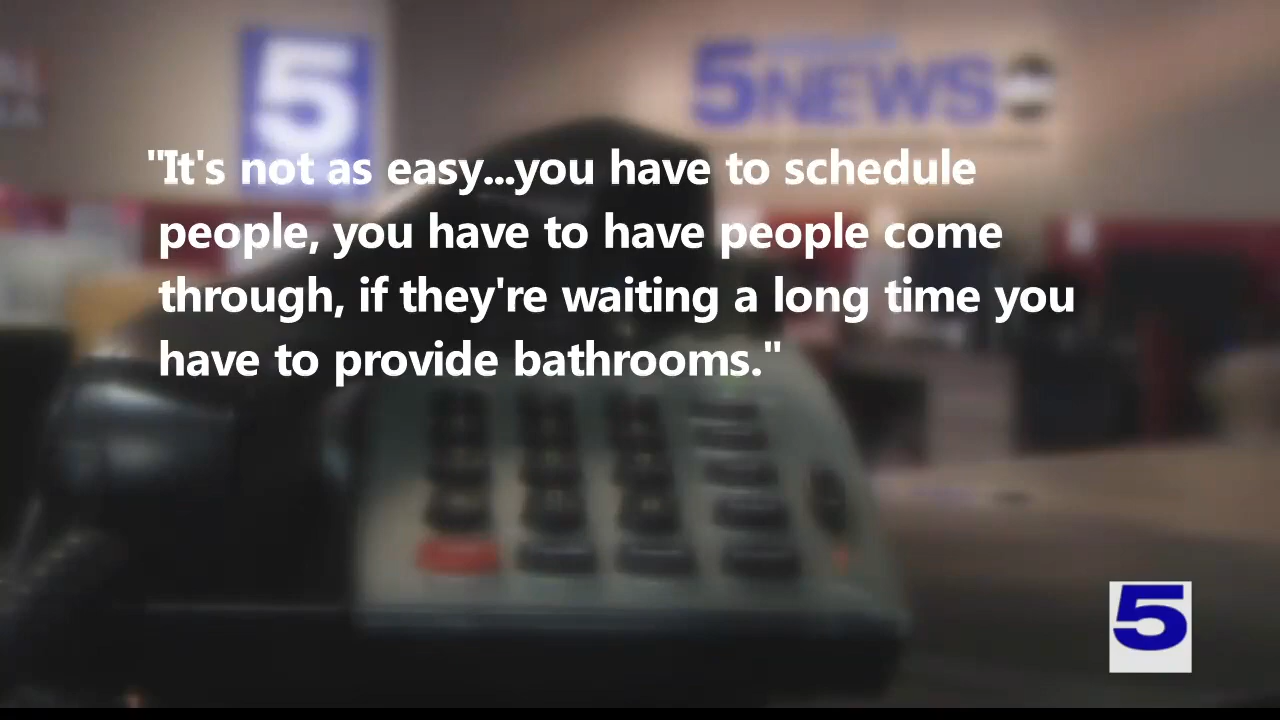 5
5NEWS
"It's not as easy...you have to schedule
people, you have to have people come
through, if they're waiting a long time you
have to provide bathrooms."
5